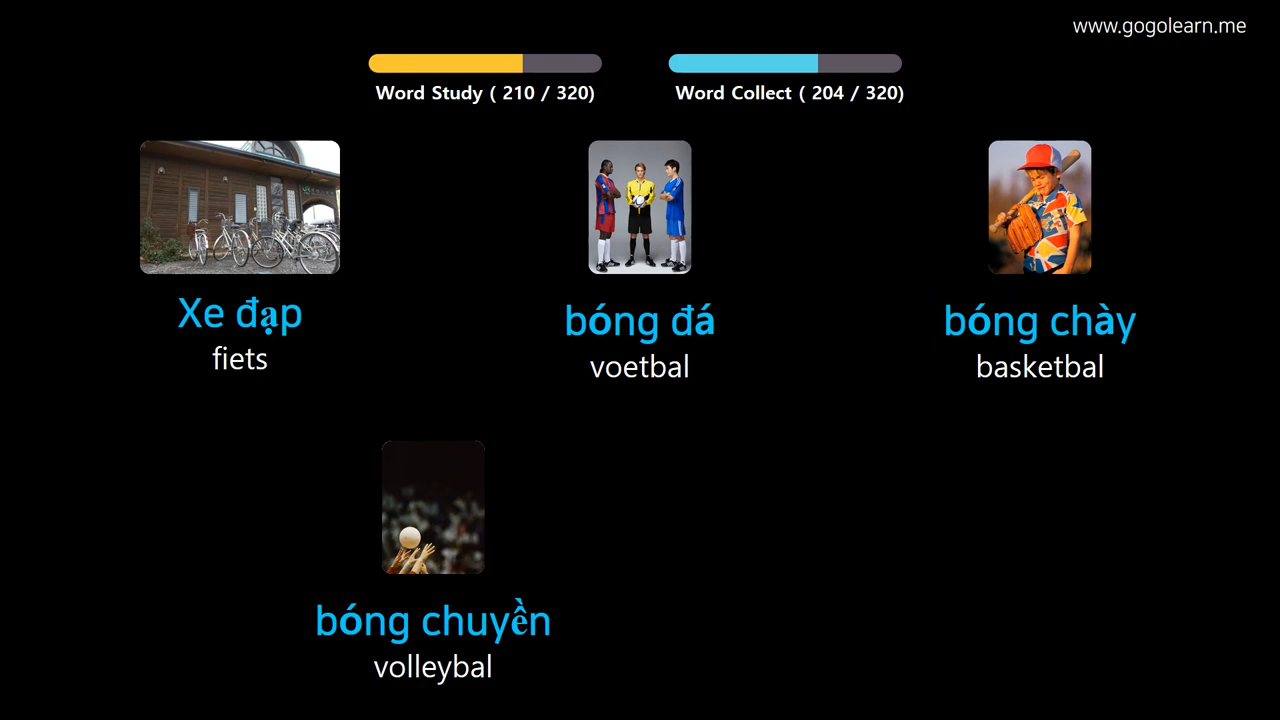 www.gogolearn.me
Word Study ( 210 / 320)
Word Collect ( 204 / 320)
Xe đạp
fiets
bóng đá
voetbal
bóng chày
basketbal
bóng chuyền
volleybal